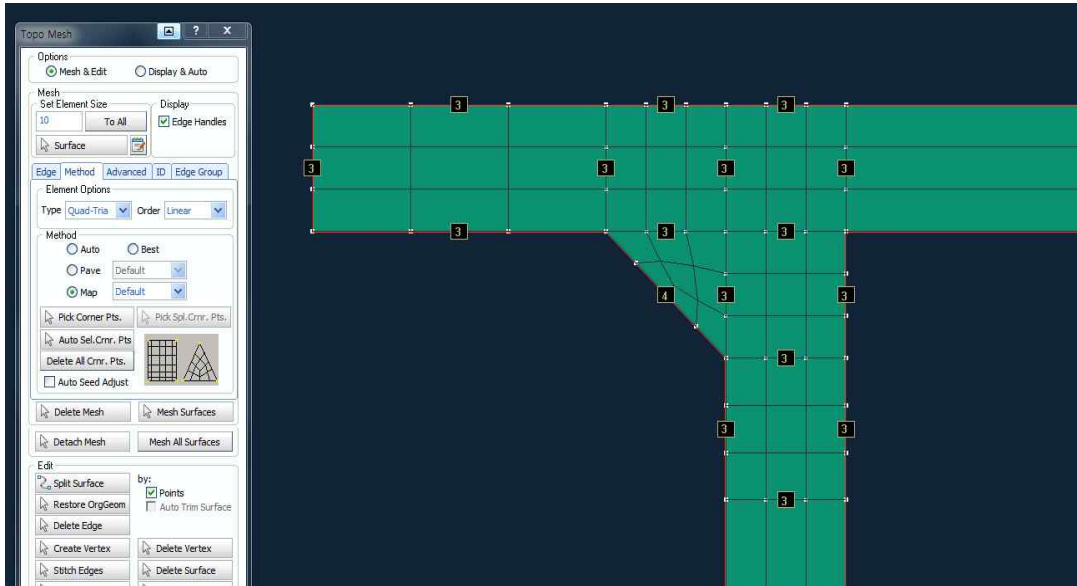 Topo Mesh ? X
Options
Mesh & Edit Display & Auto
Mesh
Set Element Size Display
10 To All Edge Handles
Surface
Edge Method Advanced ID Edge Group
Element Options
Type Quad-Tria Order Linear
Method
Auto Best
Pave Default
Map Default
Pick Corner Pts. Pick Spl.Crnr. Pts.
Auto Sel.Crnr. Pts
Delete All Crnr. Pts.
Auto Seed Adjust
Delete Mesh Mesh Surfaces
Detach Mesh Mesh All Surfaces
Edit
Split Surface by:
Points
Restore OrgGeom Auto Trim Surface
Delete Edge
Create Vertex Delete Vertex
Stitch Edges Delete Surface
3 3 3
3 3 3 3
3 3 3
4 3 3
3
3 3
3